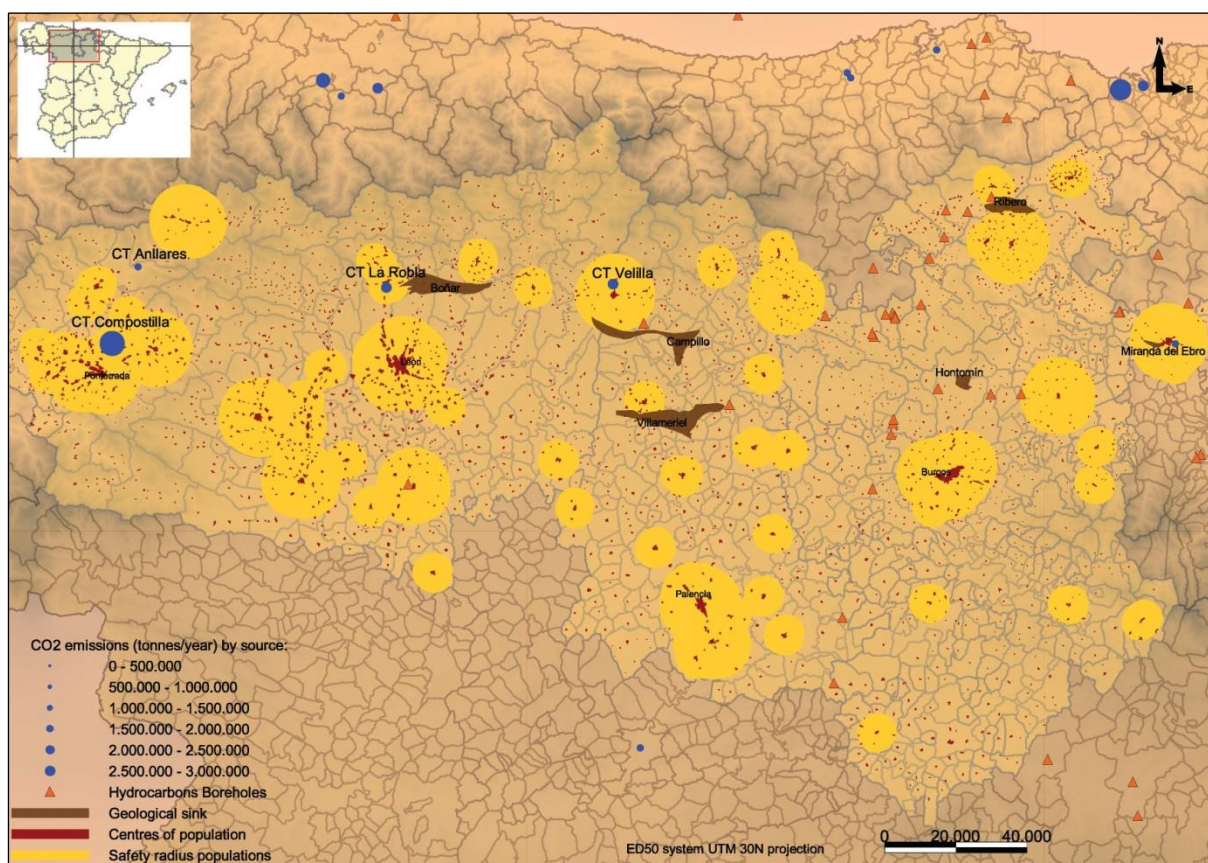 N
E
Ribero
CT Anllares
CT La Robla
Boñar
CT Velilla
CT Compostilla
Campillo
Miranda del Ebro
León
Ponferrada
Hontomín
Villameriel
Burgos
Palencia
CO2 emissions (tonnes/year) by source:
0 - 500.000
500.000 - 1.000.000
1.000.000 - 1.500.000
1.500.000 - 2.000.000
2.000.000 - 2.500.000
2.500.000 - 3.000.000
Hydrocarbons Boreholes
Geological sink
Centres of population
Safety radius populations
0 20.000 40.000
ED50 system UTM 30N projection